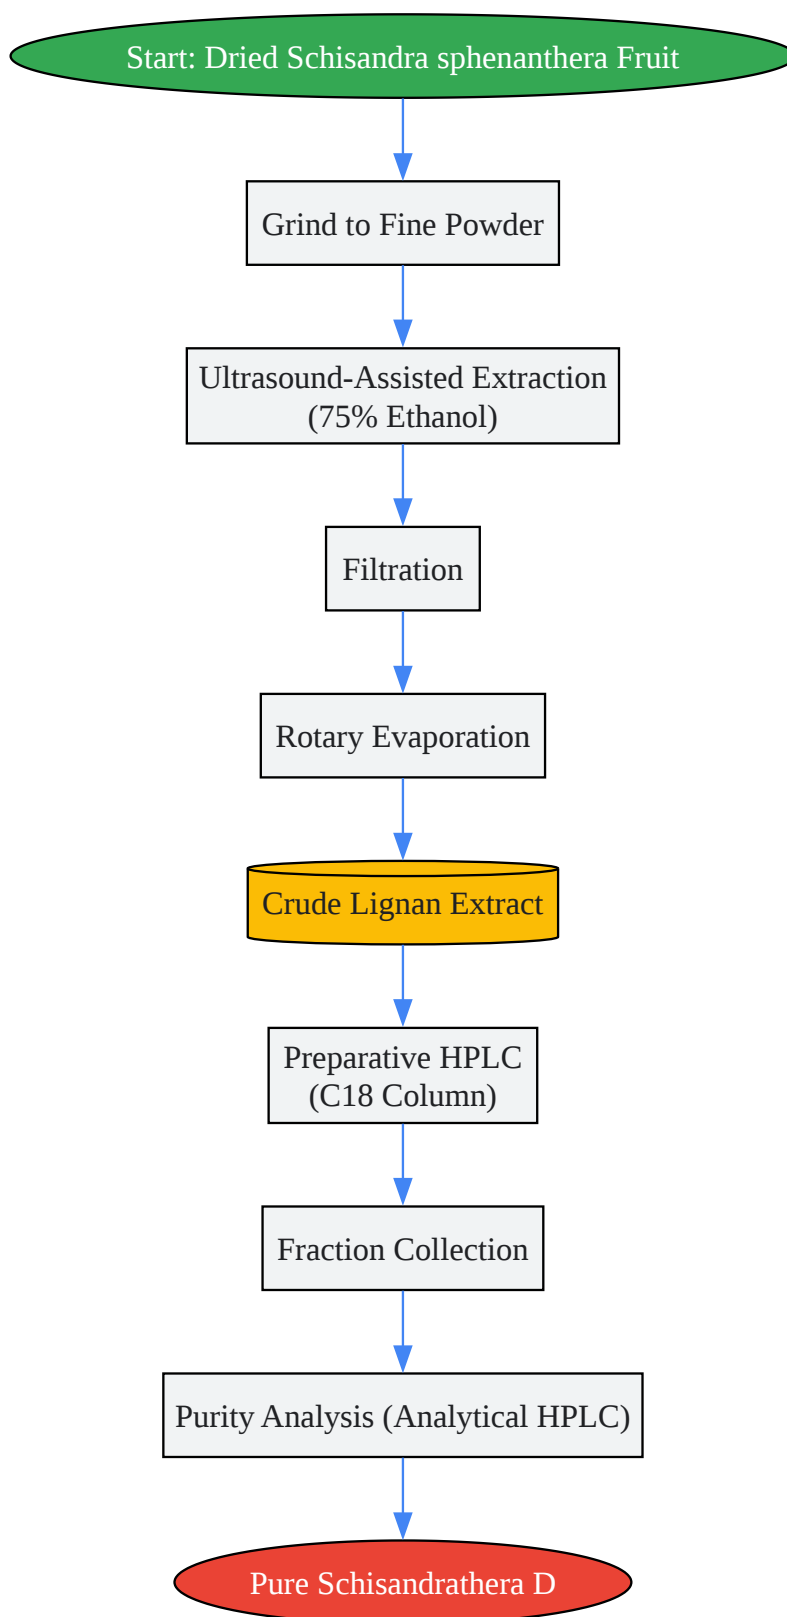 Start: Dried Schisandra sphenanthera Fruit
Grind to Fine Powder
Ultrasound-Assisted Extraction
(75% Ethanol)
Filtration
Rotary Evaporation
Crude Lignan Extract
Preparative HPLC
(C18 Column)
Fraction Collection
Purity Analysis (Analytical HPLC)
Pure Schisandrathera D